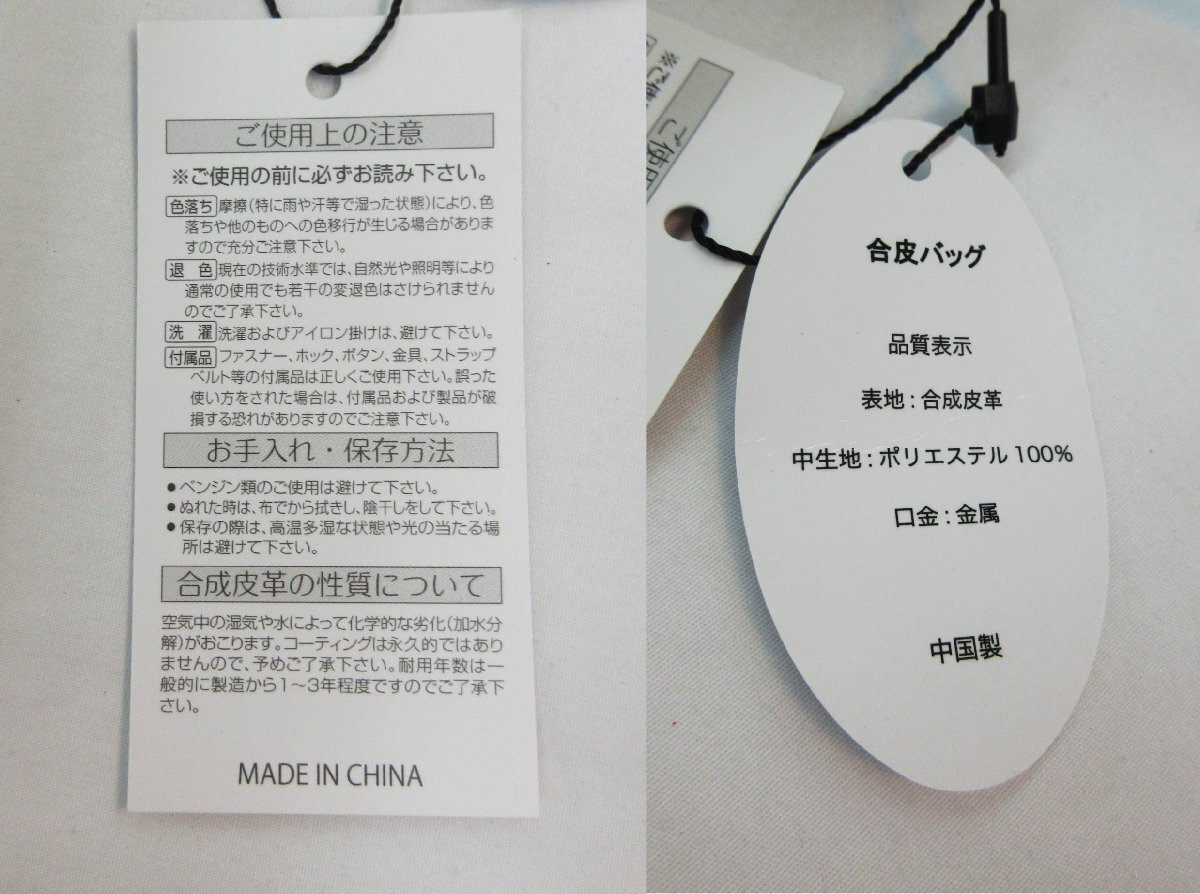 ご使用上の注意
※ご使用の前に必ずお読み下さい。
色落ち 摩擦(特に雨や汗等で湿った状態)により、色
落ちや他のものへの色移行が生じる場合がありま
すので充分ご注意下さい。
退 色 現在の技術水準では、自然光や照明等により
通常の使用でも若干の変退色はさけられません
のでご了承下さい。
洗 濯 洗濯およびアイロン掛けは、避けて下さい。
付属品 ファスナー、ホック、ボタン、金具、ストラップ
ベルト等の付属品は正しくご使用下さい。誤った
使い方をされた場合は、付属品および製品が破
損する恐れがありますのでご注意下さい。
お手入れ・保存方法
●ベンジン類のご使用は避けて下さい。
●ぬれた時は、布でから拭きし、陰干しをして下さい。
●保存の際は、高温多湿な状態や光の当たる場
所は避けて下さい。
合成皮革の性質について
空気中の湿気や水によって化学的な劣化(加水分
解)がおこります。コーティングは永久的ではあり
ませんので、予めご了承下さい。耐用年数は一
般的に製造から1〜3年程度ですのでご了承下
さい。
MADE IN CHINA
※ご使
ご使用
合皮バッグ
品質表示
表地:合成皮革
中生地:ポリエステル100%
口金:金属
中国製